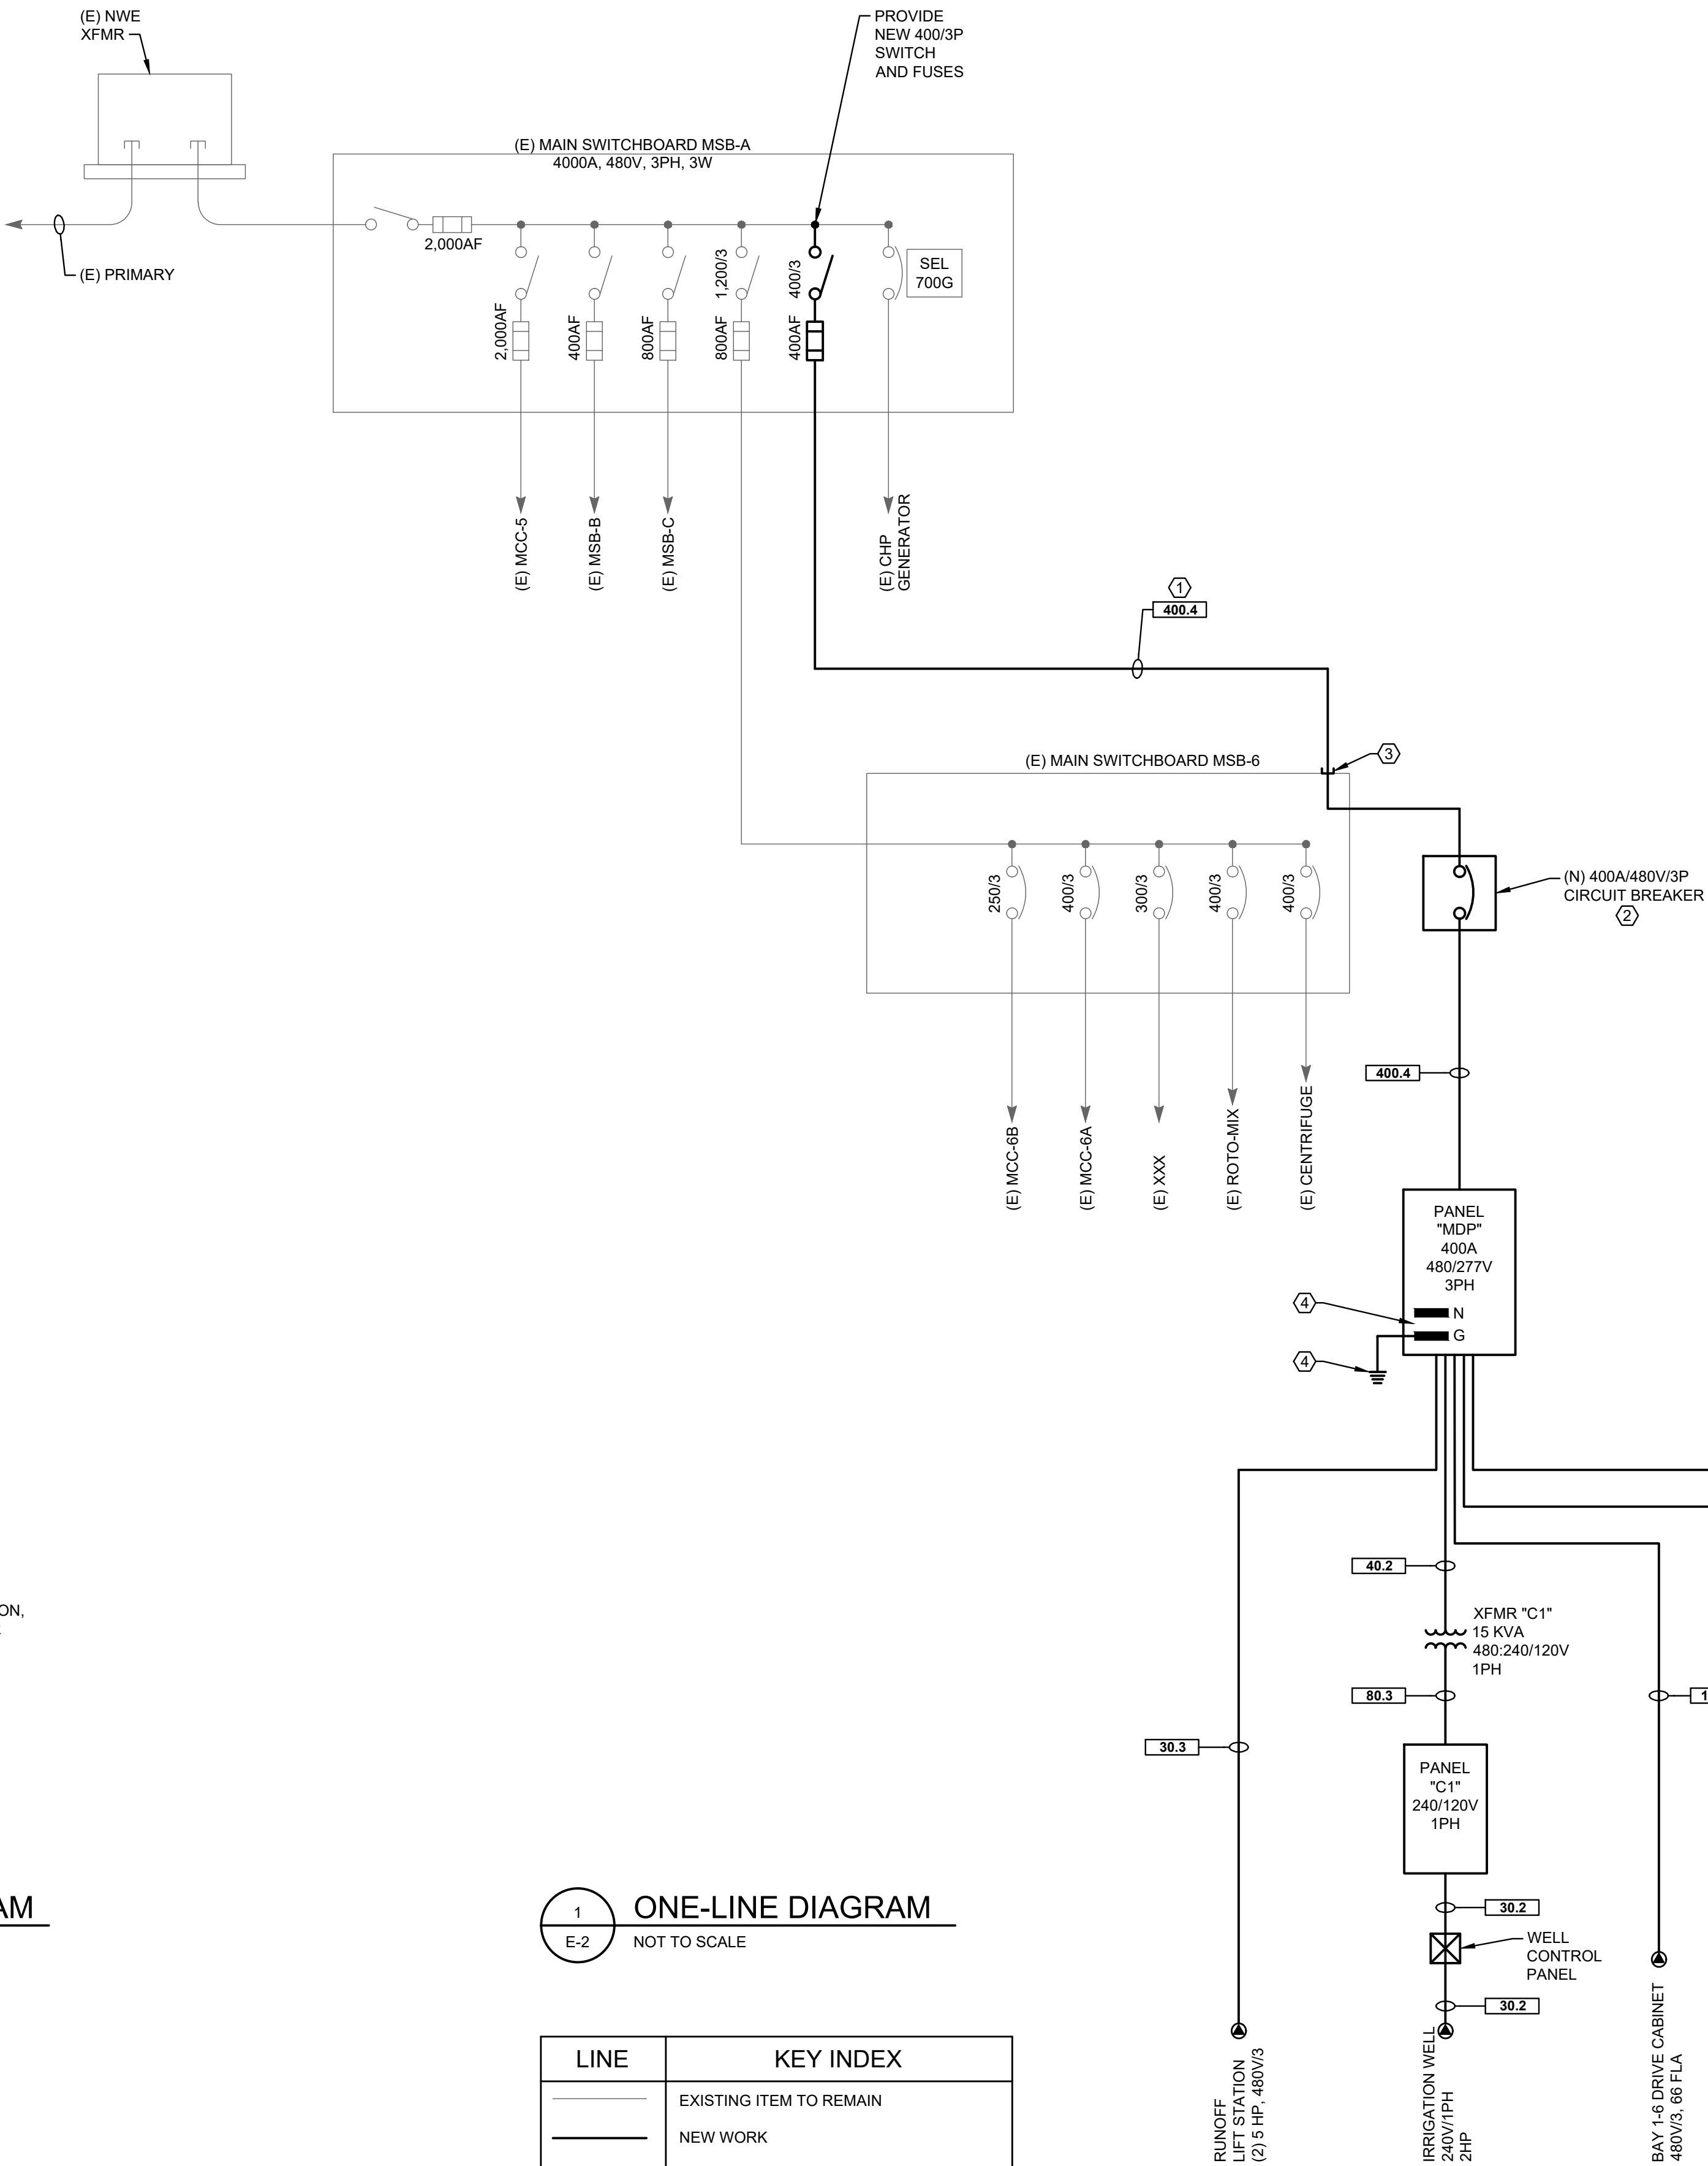 (E) NWE
XFMR
PROVIDE
NEW 400/3P
SWITCH
AND FUSES
(E) MAIN SWITCHBOARD MSB-A
4000A, 480V, 3PH, 3W
(E) PRIMARY
2,000AF
2,000AF
400AF
800AF
1,200/3
800AF
400/3
400AF
SEL
700G
(E) MCC-5
(E) MSB-B
(E) MSB-C
(E) CHP
GENERATOR
1
400.4
3
(E) MAIN SWITCHBOARD MSB-6
250/3
400/3
300/3
400/3
400/3
(N) 400A/480V/3P
CIRCUIT BREAKER
2
400.4
(E) MCC-6B
(E) MCC-6A
(E) XXX
(E) ROTO-MIX
(E) CENTRIFUGE
PANEL
"MDP"
400A
480/277V
3PH
N
G
4
4
40.2
XFMR "C1"
15 KVA
480:240/120V
1PH
80.3
1
30.3
PANEL
"C1"
240/120V
1PH
30.2
WELL
CONTROL
PANEL
30.2
RUNOFF
LIFT STATION
(2) 5 HP, 480V/3
IRRIGATION WELL
240V/1PH
2HP
BAY 1-6 DRIVE CABINET
480V/3, 66 FLA
ON,
AM
1
E-2
ONE-LINE DIAGRAM
NOT TO SCALE
LINE
KEY INDEX
EXISTING ITEM TO REMAIN
NEW WORK